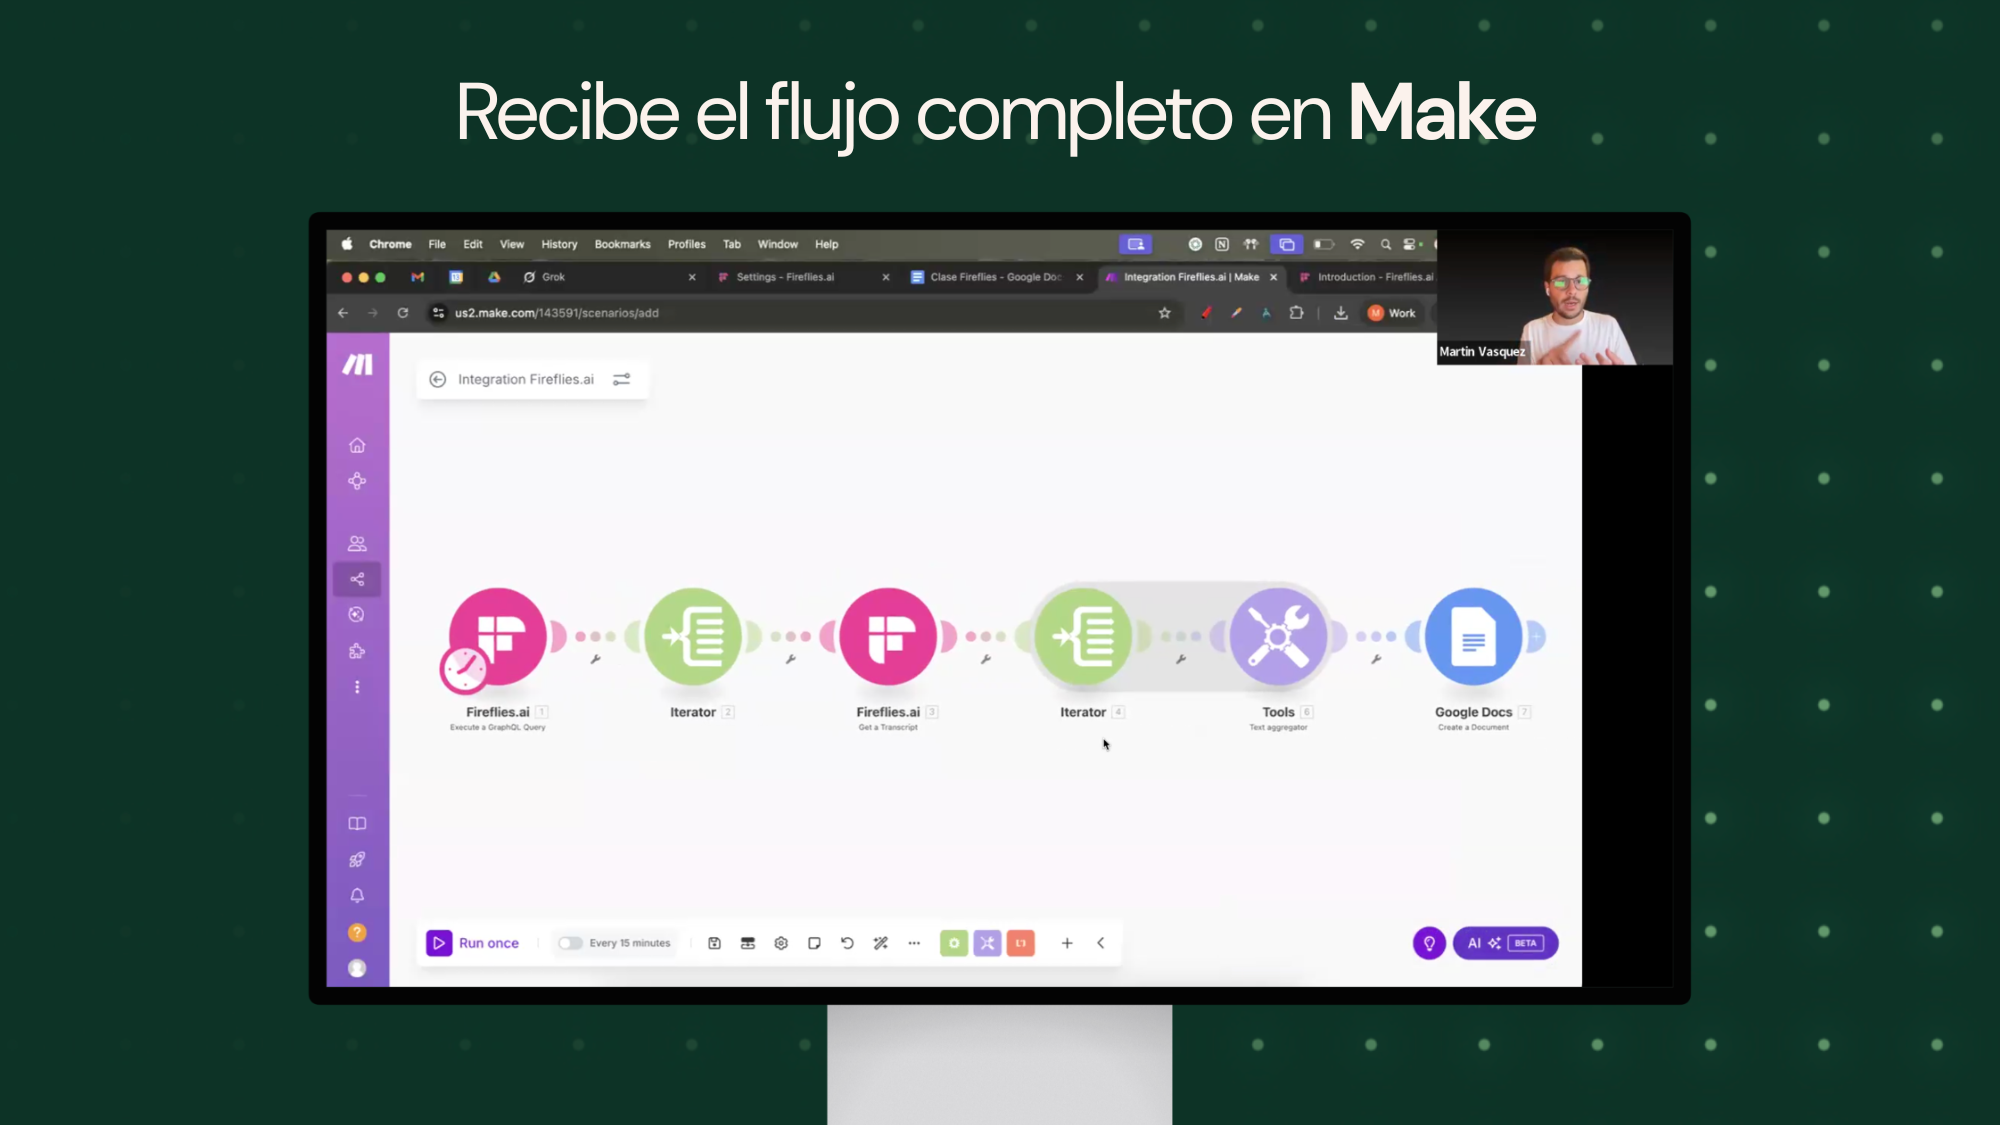 Recibe el flujo completo en Make
Chrome File Edit View History Bookmarks Profiles Tab Window Help
Grok
Settings - Fireflies.ai
Clase Fireflies - Google Doc
Integration Fireflies.ai | Make
Introduction - Fireflies.ai
us2.make.com/143591/scenarios/add
Work
Martin Vasquez
Integration Fireflies.ai
Fireflies.ai 1
Execute a GraphQL Query
Iterator 2
Fireflies.ai 3
Get a Transcript
Iterator 4
Tools 6
Text aggregator
Google Docs 7
Create a Document
Run once
Every 15 minutes
AI BETA